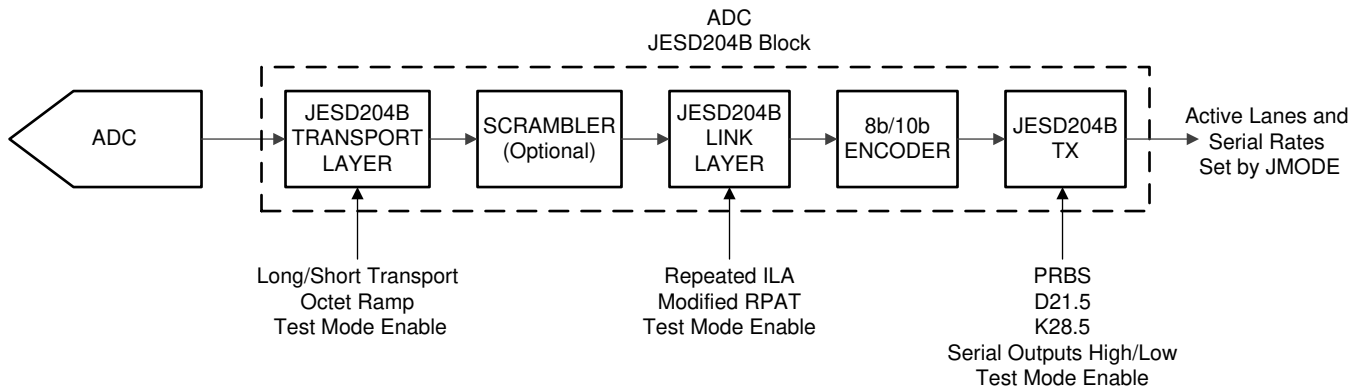 ADC
JESD204B Block
ADC
JESD204B
TRANSPORT
LAYER
SCRAMBLER
(Optional)
JESD204B
LINK
LAYER
8b/10b
ENCODER
JESD204B
TX
Active Lanes and
Serial Rates
Set by JMODE
Long/Short Transport
Octet Ramp
Test Mode Enable
Repeated ILA
Modified RPAT
Test Mode Enable
PRBS
D21.5
K28.5
Serial Outputs High/Low
Test Mode Enable